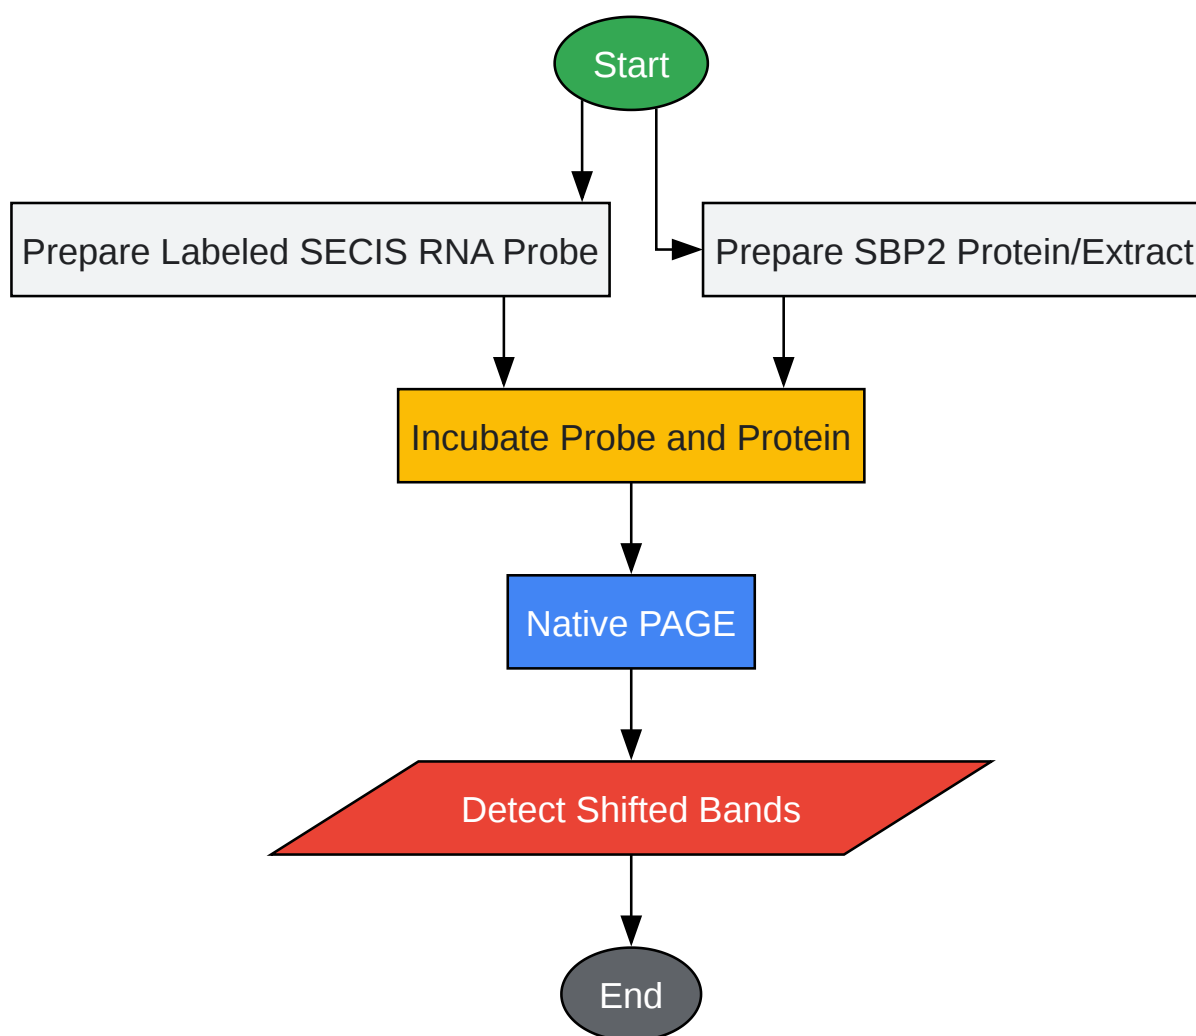 Start
Prepare Labeled SECIS RNA Probe
Prepare SBP2 Protein/Extract
Incubate Probe and Protein
Native PAGE
Detect Shifted Bands
End